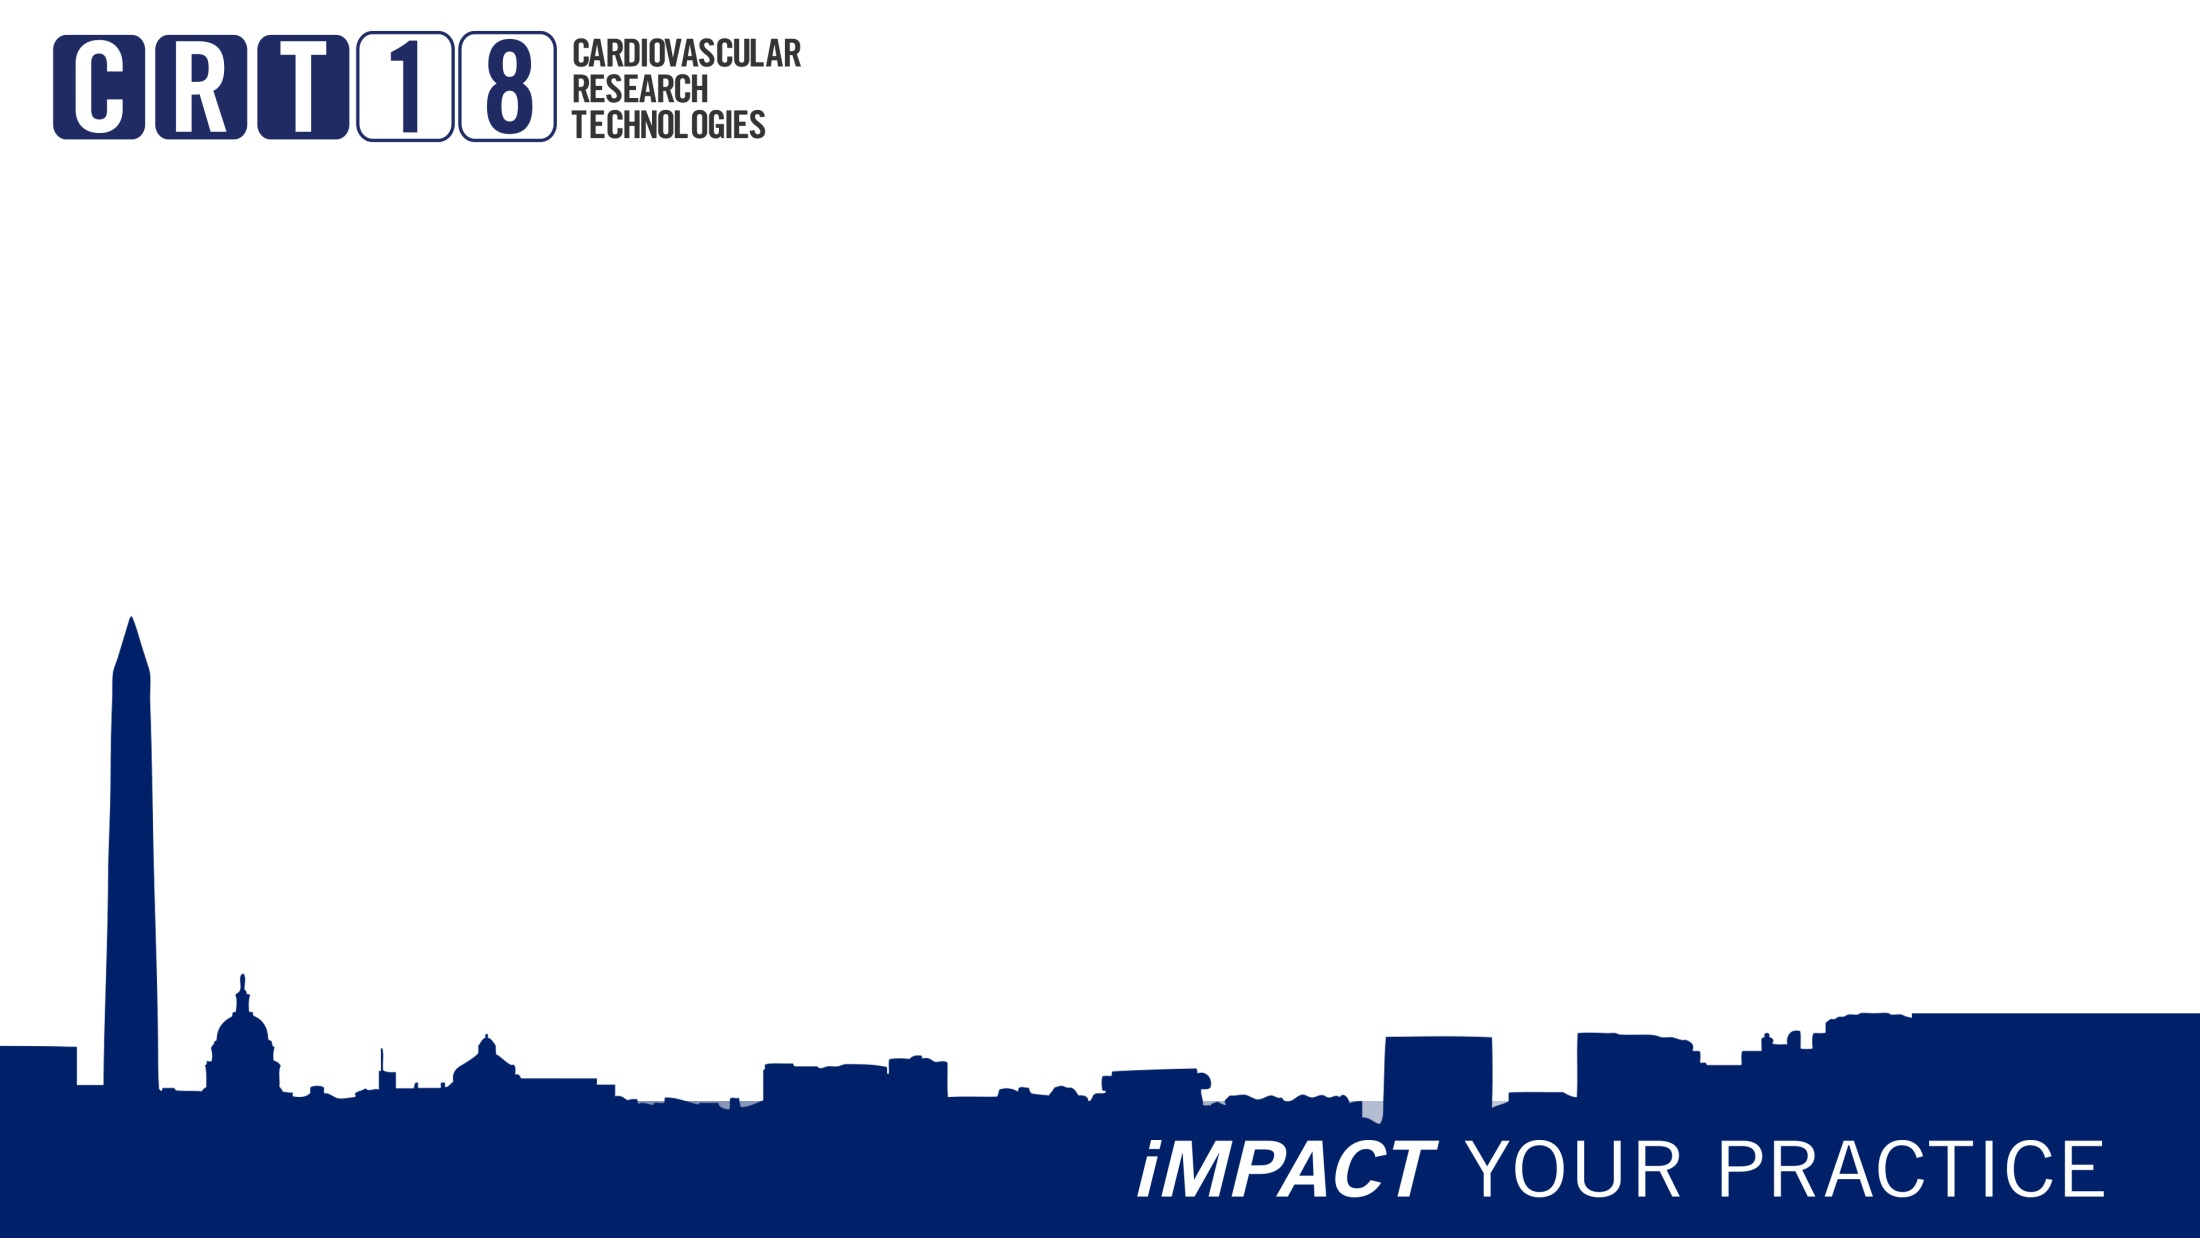 CRT18
CARDIOVASCULAR
RESEARCH
TECHNOLOGIES
iMPACT YOUR PRACTICE